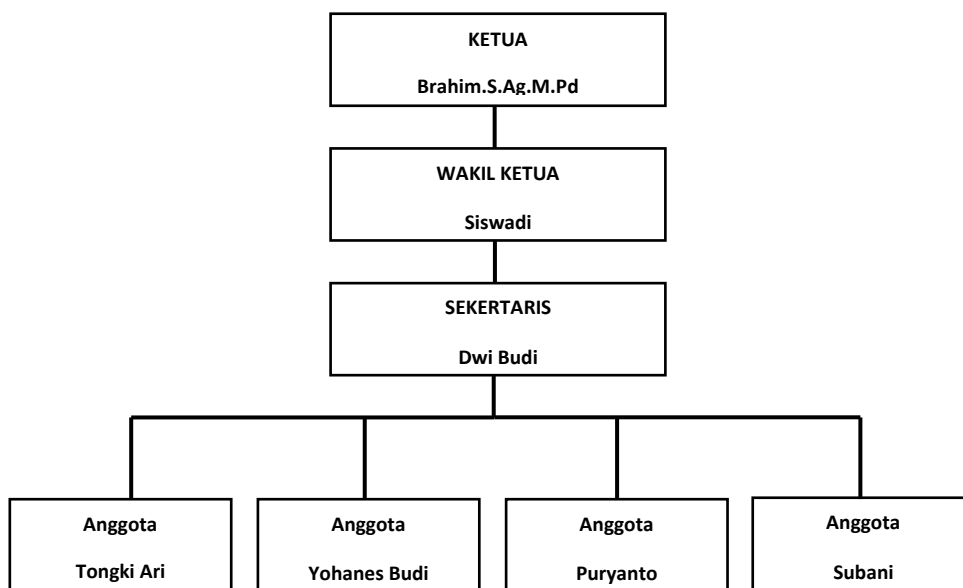 KETUA
Brahim.S.Ag.M.Pd
WAKIL KETUA
Siswadi
SEKERTARIS
Dwi Budi
Anggota
Tongki Ari
Anggota
Yohanes Budi
Anggota
Puryanto
Anggota
Subani